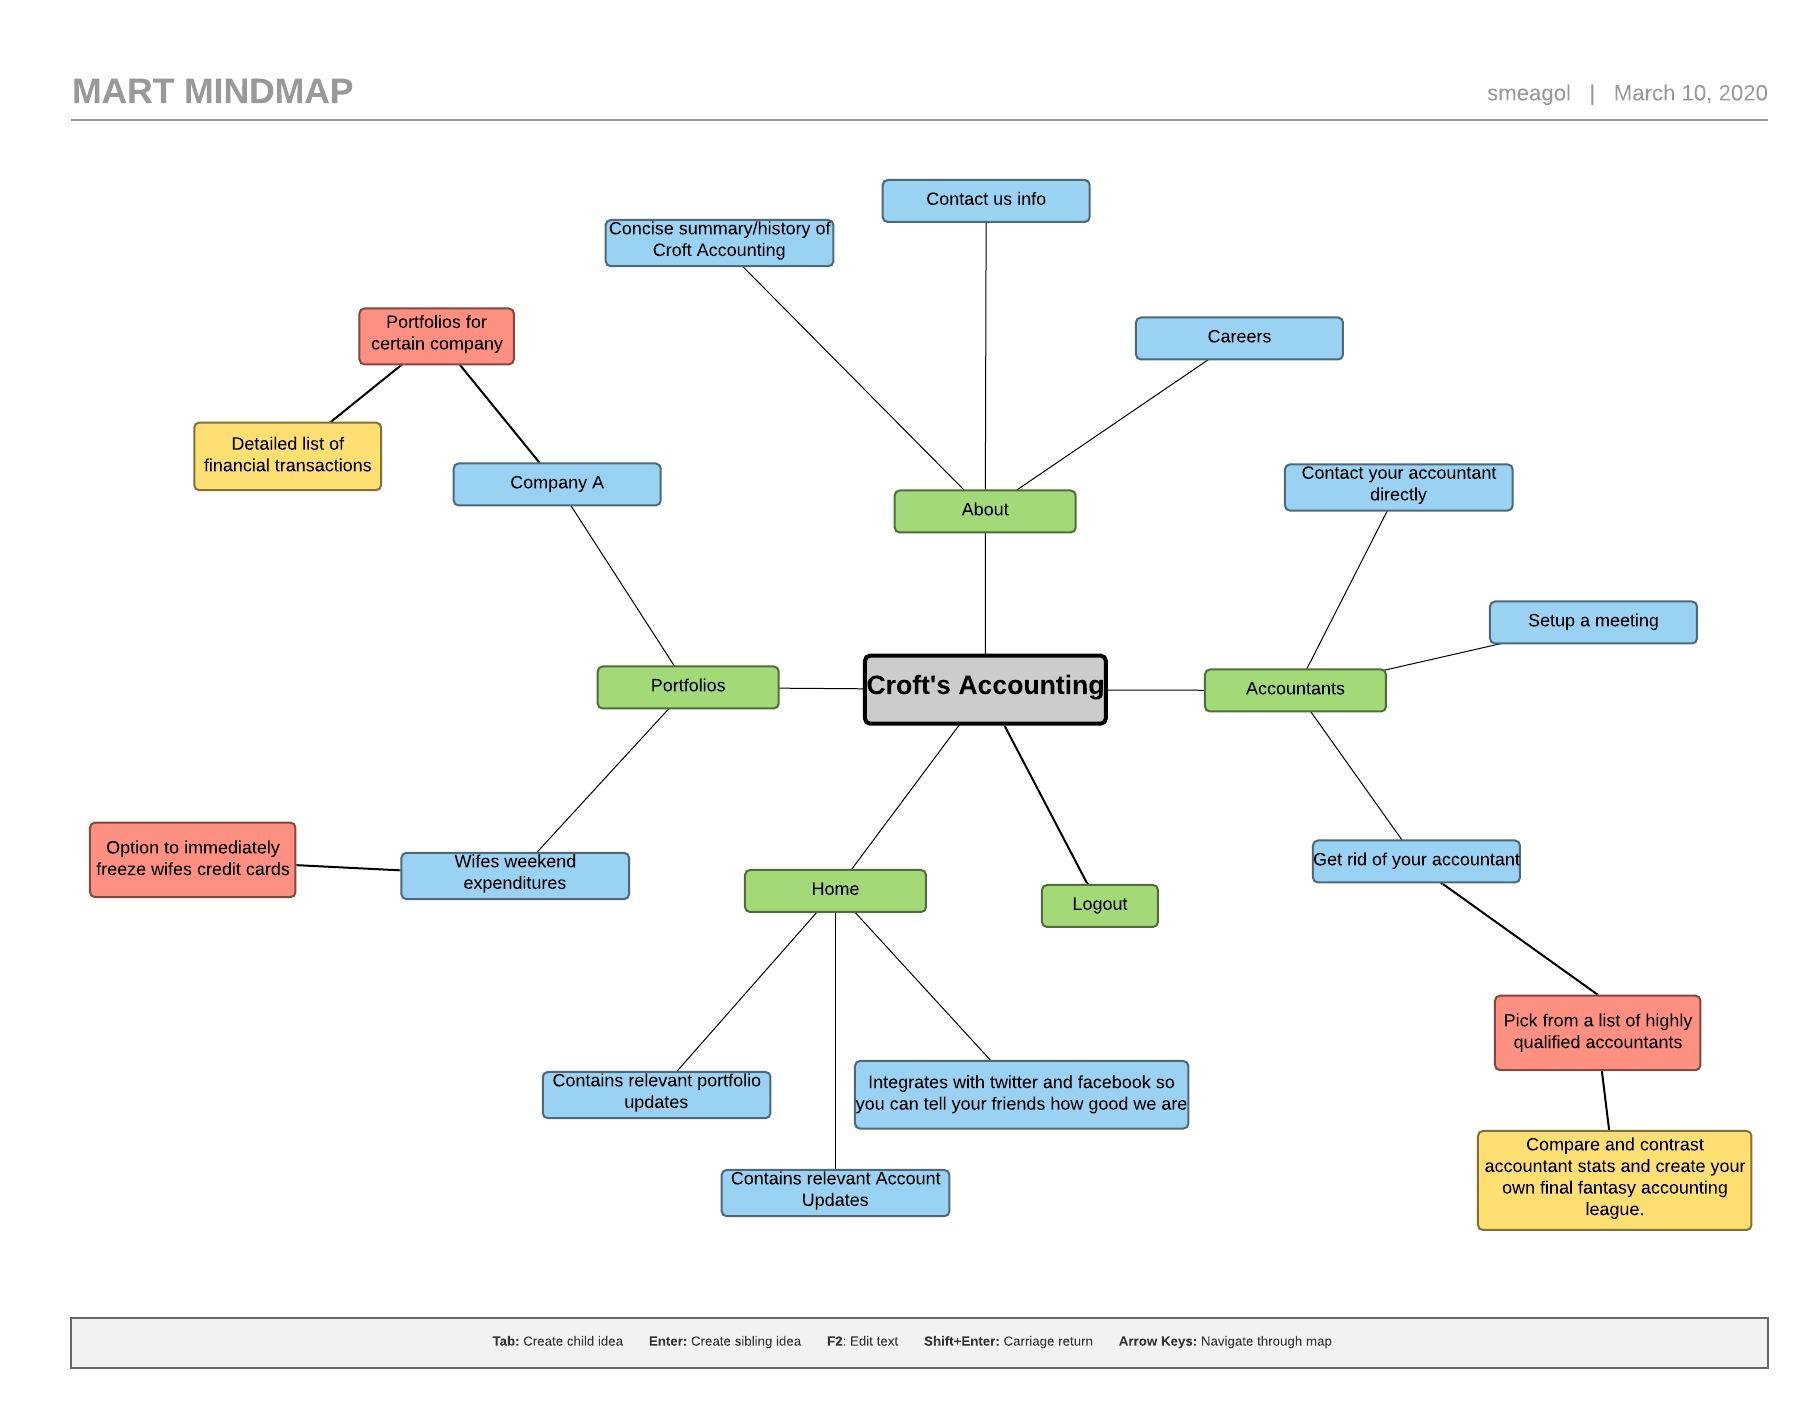 MART MINDMAP
smeagol | March 10, 2020
Contact us info
Concise summary/history of
Croft Accounting
Portfolios for
certain company
Careers
Detailed list of
financial transactions
Company A
Contact your accountant
directly
About
Setup a meeting
Portfolios
Croft's Accounting
Accountants
Option to immediately
freeze wifes credit cards
Wifes weekend
expenditures
Home
Logout
Get rid of your accountant
Pick from a list of highly
qualified accountants
Contains relevant portfolio
updates
Integrates with twitter and facebook so
you can tell your friends how good we are
Contains relevant Account
Updates
Compare and contrast
accountant stats and create your
own final fantasy accounting
league.
Tab: Create child idea Enter: Create sibling idea F2: Edit text Shift+Enter: Carriage return Arrow Keys: Navigate through map